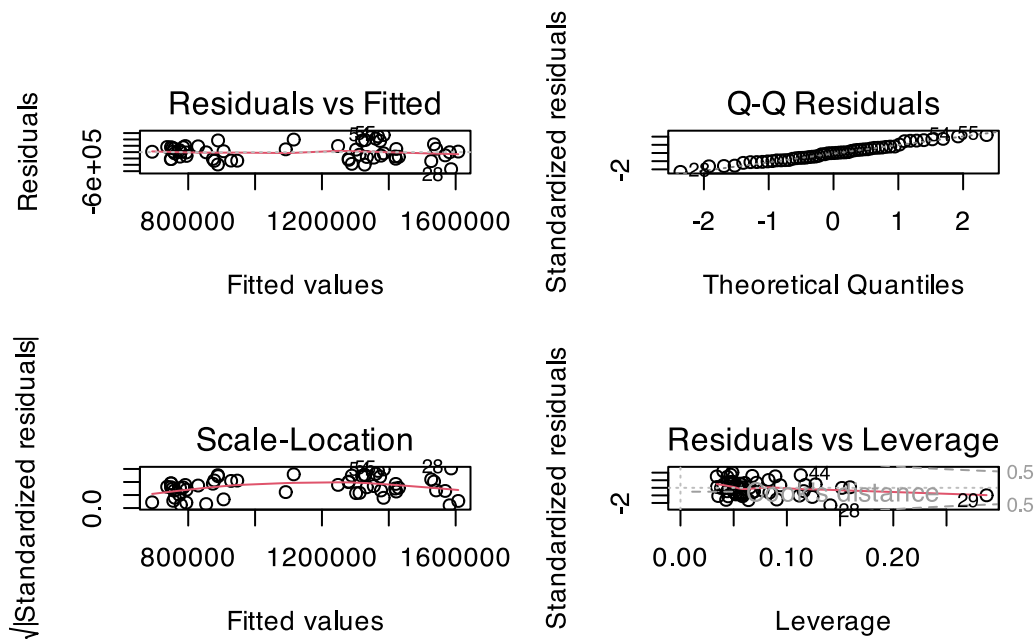 Residuals vs Fitted
Residuals
-6e+05
55
28
800000 1200000 1600000
Fitted values
Q-Q Residuals
Standardized residuals
-2
28
54 55
-2 -1 0 1 2
Theoretical Quantiles
Scale-Location
√|Standardized residuals|
0.0
55
28
800000 1200000 1600000
Fitted values
Residuals vs Leverage
Standardized residuals
-2
Cook's distance
44
28
29
0.5
0.5
0.00 0.10 0.20
Leverage